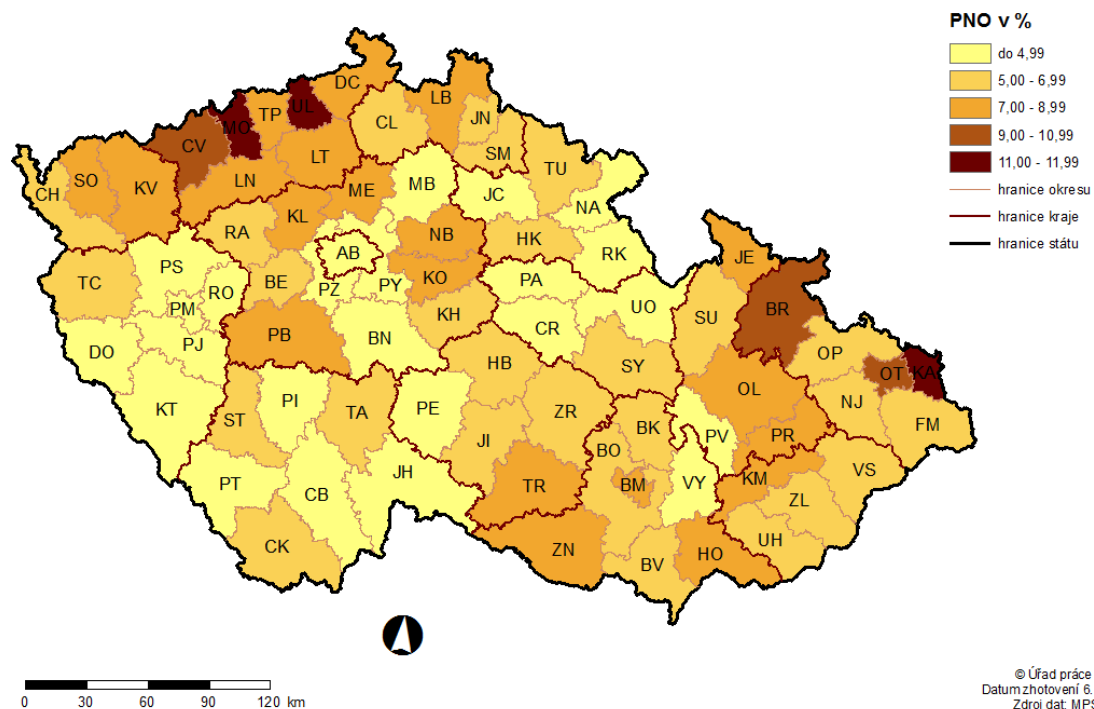 PNO v %
do 4,99
5,00 - 6,99
7,00 - 8,99
9,00 - 10,99
11,00 - 11,99
hranice okresu
hranice kraje
hranice státu
DC
LB
UL
TP
MO
CL
JN
CV
LT
SM
TU
SO
CH
KV
LN
ME
MB
JC
NA
KL
RA
NB
HK
RK
AB
JE
PS
TC
RO
BE
PZ
PY
KO
PA
UO
BR
PM
KH
CR
SU
PJ
PB
BN
OP
DO
HB
SY
OT
KA
OL
NJ
KT
ST
PI
TA
PE
ZR
FM
BK
PV
PR
JI
BO
VS
PT
CB
JH
TR
BM
VY
KM
ZL
CK
ZN
BV
HO
UH
0 30 60 90 120 km
© Úřad práce
Datum zhotovení 6.
Zdroj dat: MPS